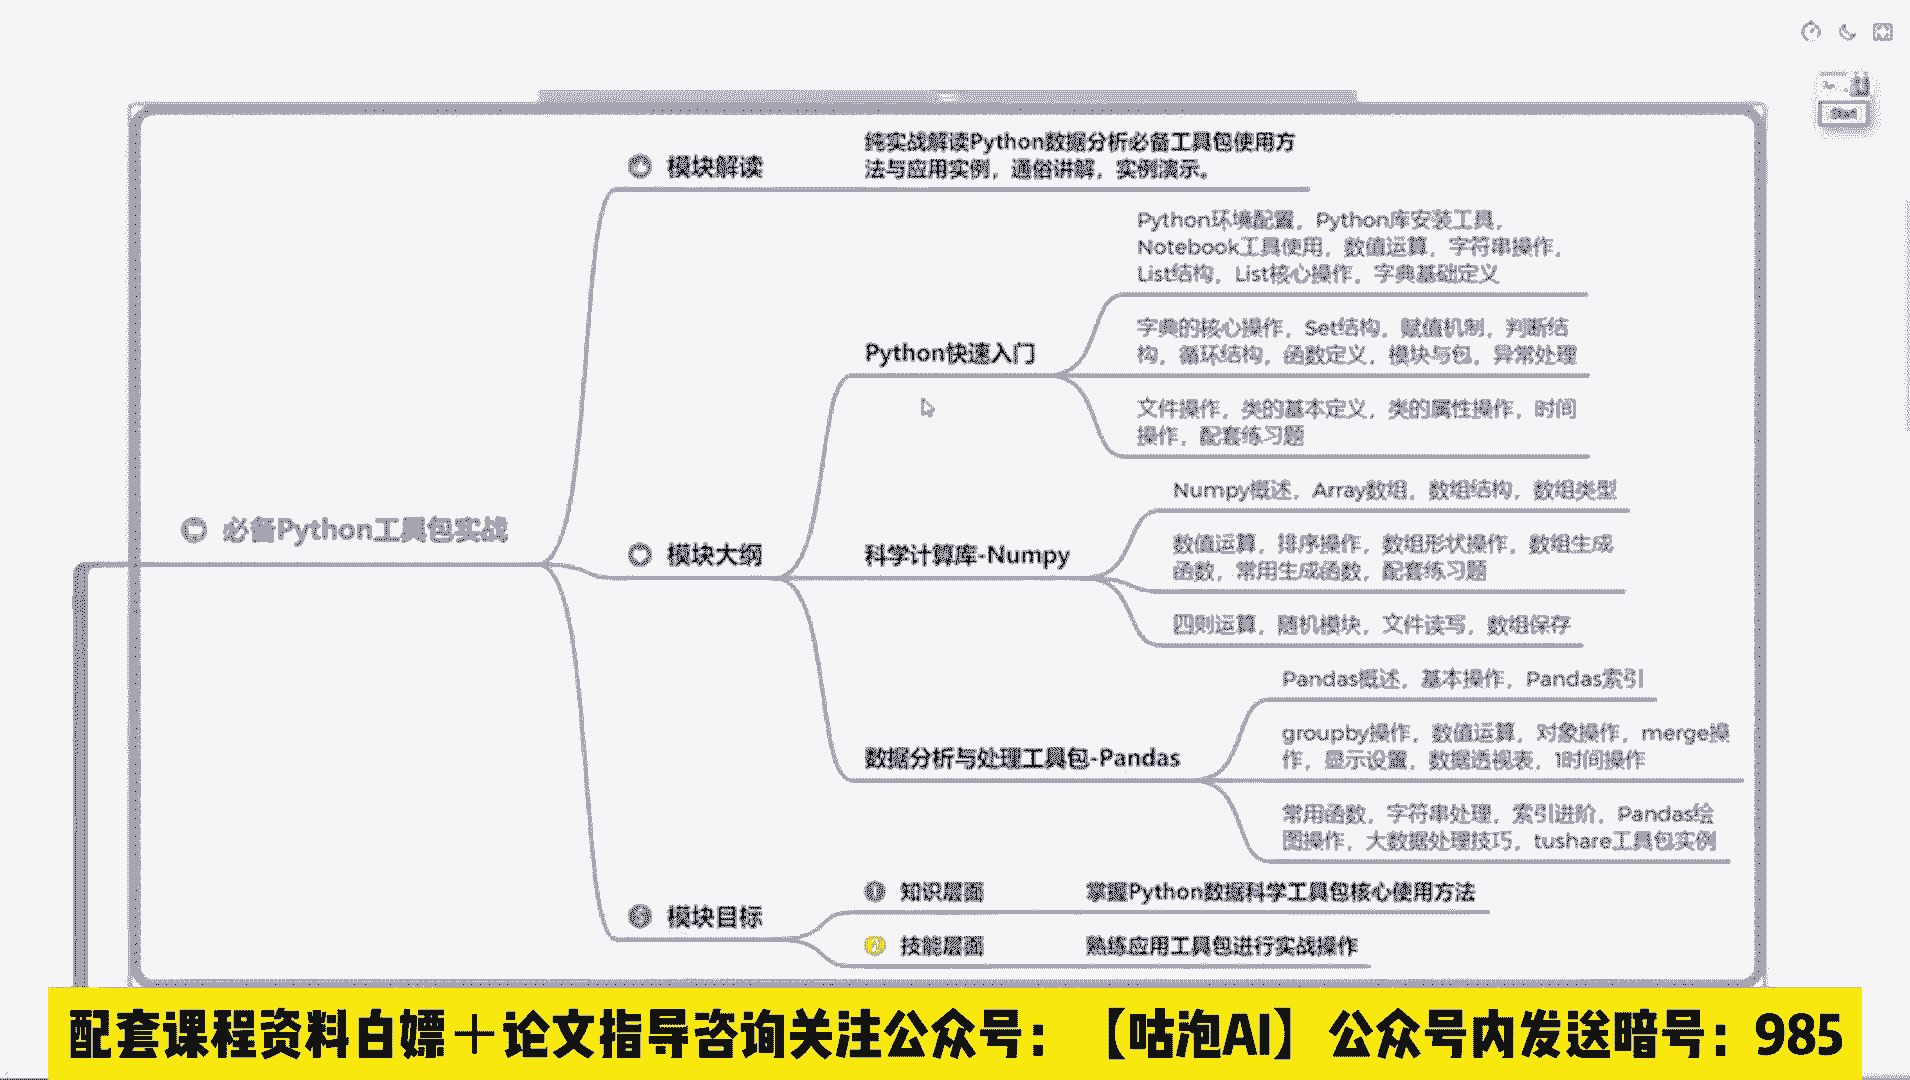 Start
模块解读
纯实战解读Python数据分析必备工具包使用方
法与应用实例，通俗讲解，实例演示。
Python环境配置，Python库安装工具，
Notebook工具使用，数值运算，字符串操作，
List结构，List核心操作，字典基础定义
Python快速入门
字典的核心操作，Set结构，赋值机制，判断结
构，循环结构，函数定义，模块与包，异常处理
文件操作，类的基本定义，类的属性操作，时间
操作，配套练习题
必备Python工具包实战
模块大纲
科学计算库-Numpy
Numpy概述，Array数组，数组结构，数组类型
数值运算，排序操作，数组形状操作，数组生成
函数，常用生成函数，配套练习题
四则运算，随机模块，文件读写，数组保存
数据分析与处理工具包-Pandas
Pandas概述，基本操作，Pandas索引
groupby操作，数值运算，对象操作，merge操
作，显示设置，数据透视表，1时间操作
常用函数，字符串处理，索引进阶，Pandas绘
图操作，大数据处理技巧，tushare工具包实例
模块目标
1 知识层面 掌握Python数据科学工具包核心使用方法
2 技能层面 熟练应用工具包进行实战操作
配套课程资料白嫖＋论文指导咨询关注公众号：【咕泡AI】公众号内发送暗号：985